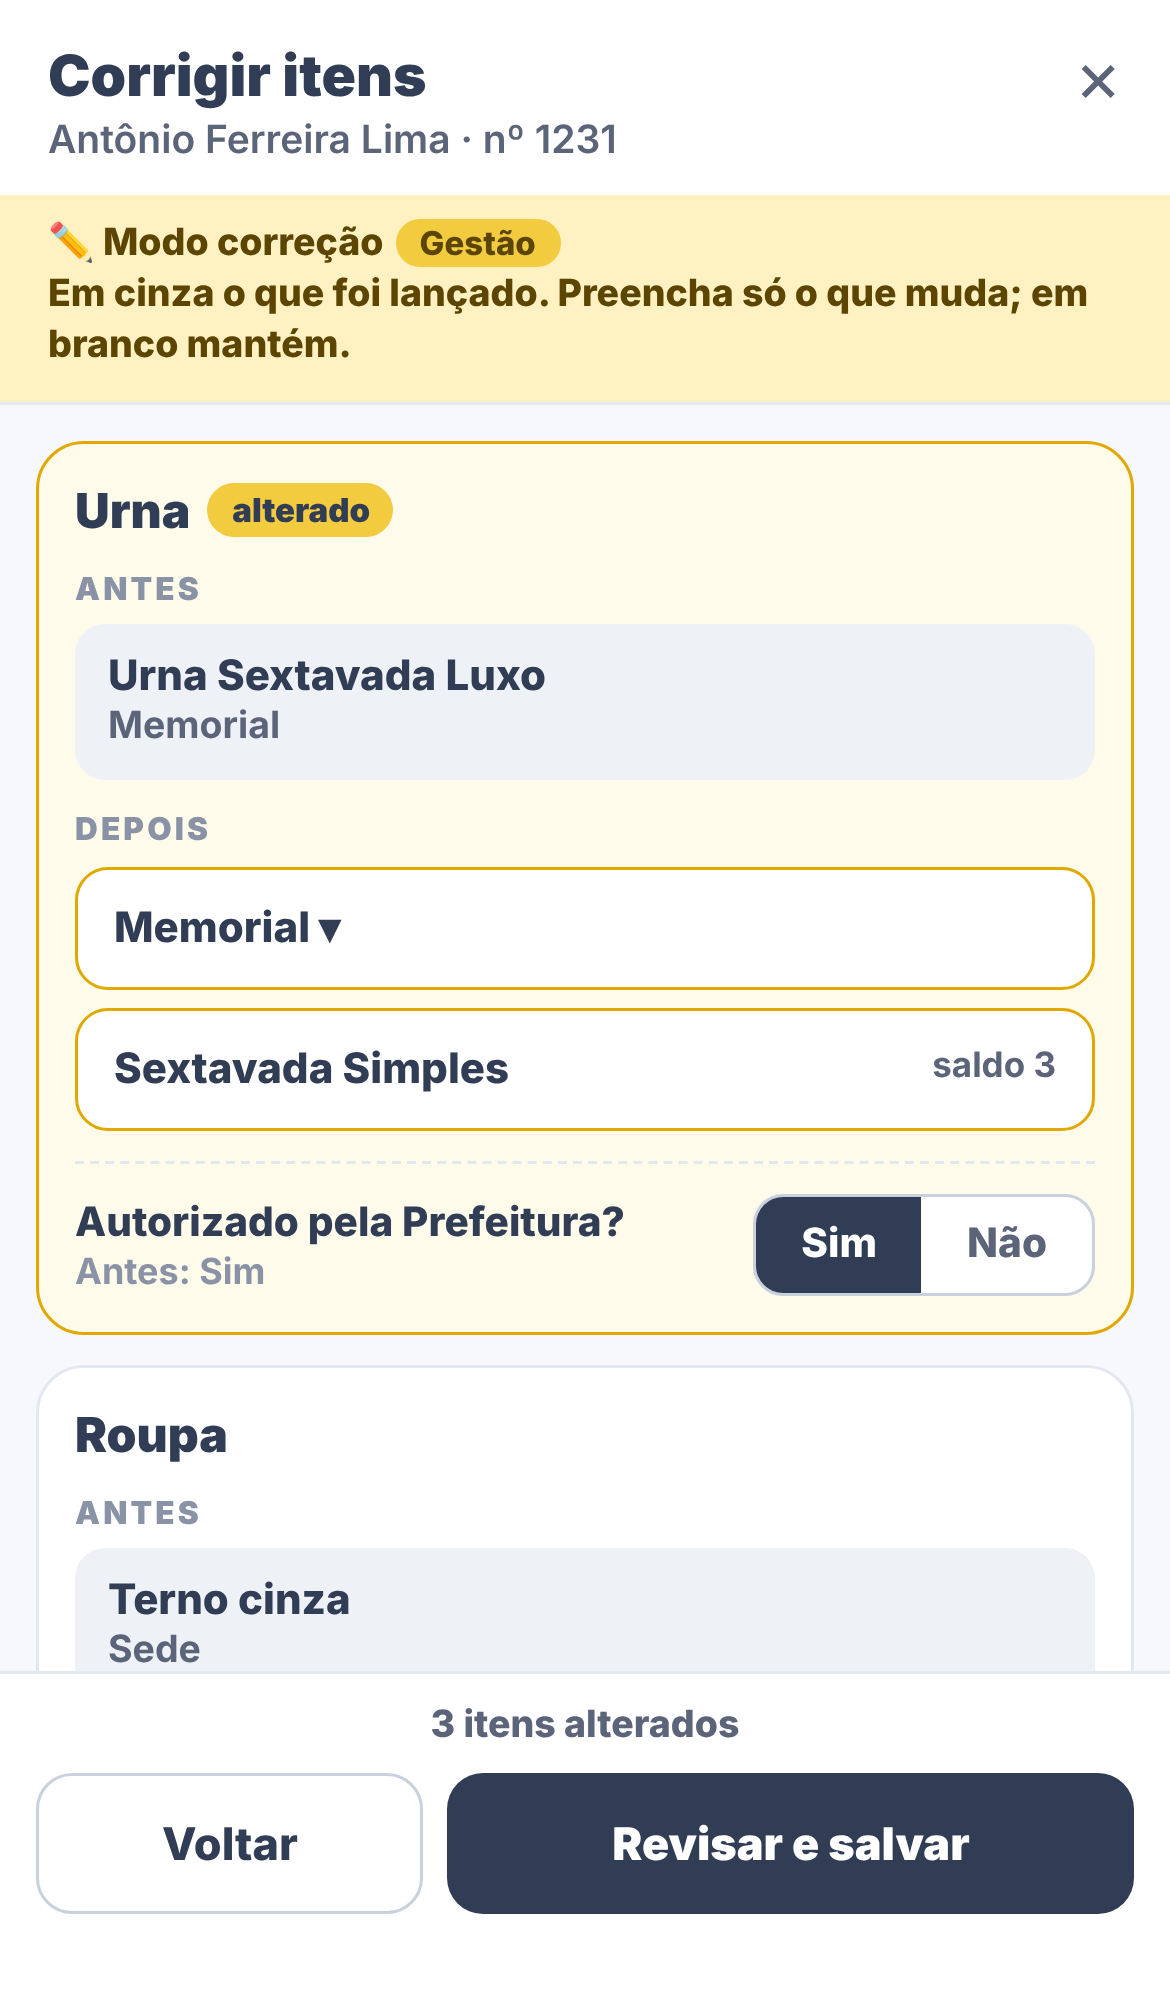 Corrigir itens
Antônio Ferreira Lima · nº 1231
✏️ Modo correção Gestão
Em cinza o que foi lançado. Preencha só o que muda; em
branco mantém.
Urna alterado
ANTES
Urna Sextavada Luxo
Memorial
DEPOIS
Memorial ▾
Sextavada Simples saldo 3
Autorizado pela Prefeitura? Sim Não
Antes: Sim
Roupa
ANTES
Terno cinza
Sede
3 itens alterados
Voltar Revisar e salvar